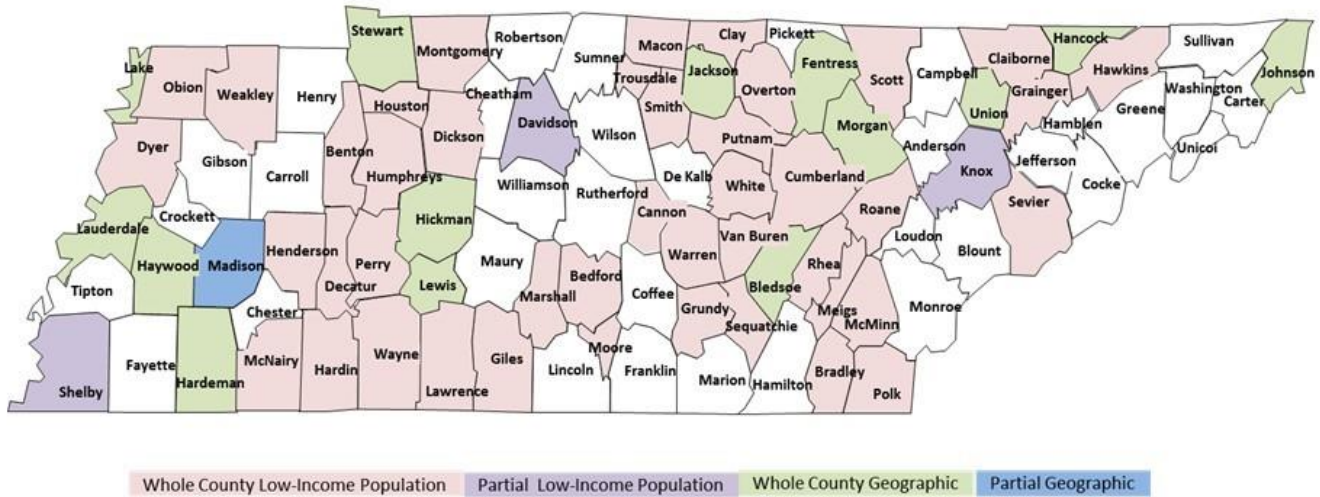 Stewart
Montgomery
Robertson
Sumner
Macon
Clay
Pickett
Fentress
Scott
Campbell
Claiborne
Hancock
Hawkins
Sullivan
Johnson
Lake
Obion
Weakley
Henry
Houston
Cheatham
Trousdale
Jackson
Overton
Union
Grainger
Washington
Carter
Greene
Smith
Dickson
Davidson
Wilson
Putnam
Morgan
Hamblen
Unicoi
Dyer
Gibson
Benton
Anderson
Jefferson
Carroll
Humphreys
Williamson
Rutherford
De Kalb
White
Cumberland
Knox
Cocke
Crockett
Hickman
Cannon
Roane
Sevier
Lauderdale
Van Buren
Loudon
Haywood
Madison
Henderson
Perry
Maury
Warren
Rhea
Blount
Tipton
Decatur
Marshall
Bedford
Coffee
Bledsoe
Chester
Lewis
Grundy
Meigs
Monroe
Sequatchie
McMinn
Shelby
Fayette
Hardeman
McNairy
Hardin
Wayne
Lawrence
Giles
Moore
Lincoln
Franklin
Marion
Hamilton
Bradley
Polk
Whole County Low-Income Population
Partial Low-Income Population
Whole County Geographic
Partial Geographic